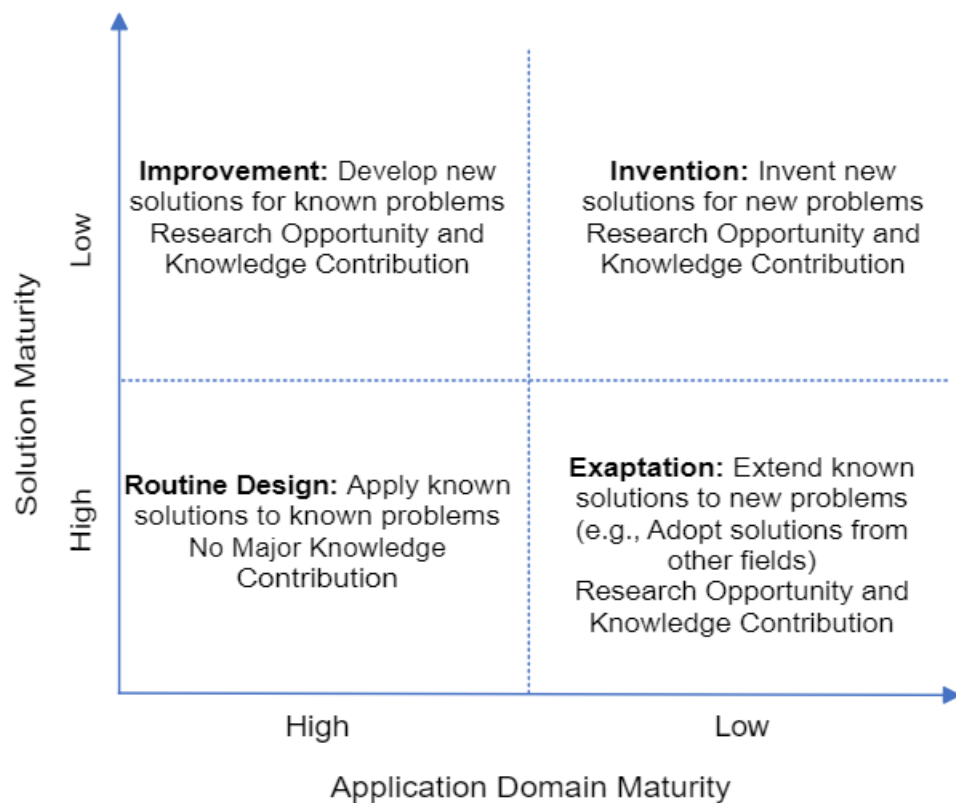 Improvement: Develop new
solutions for known problems
Research Opportunity and
Knowledge Contribution
Invention: Invent new
solutions for new problems
Research Opportunity and
Knowledge Contribution
Solution Maturity
Low
High
Routine Design: Apply known
solutions to known problems
No Major Knowledge
Contribution
Exaptation: Extend known
solutions to new problems
(e.g., Adopt solutions from
other fields)
Research Opportunity and
Knowledge Contribution
High
Low
Application Domain Maturity